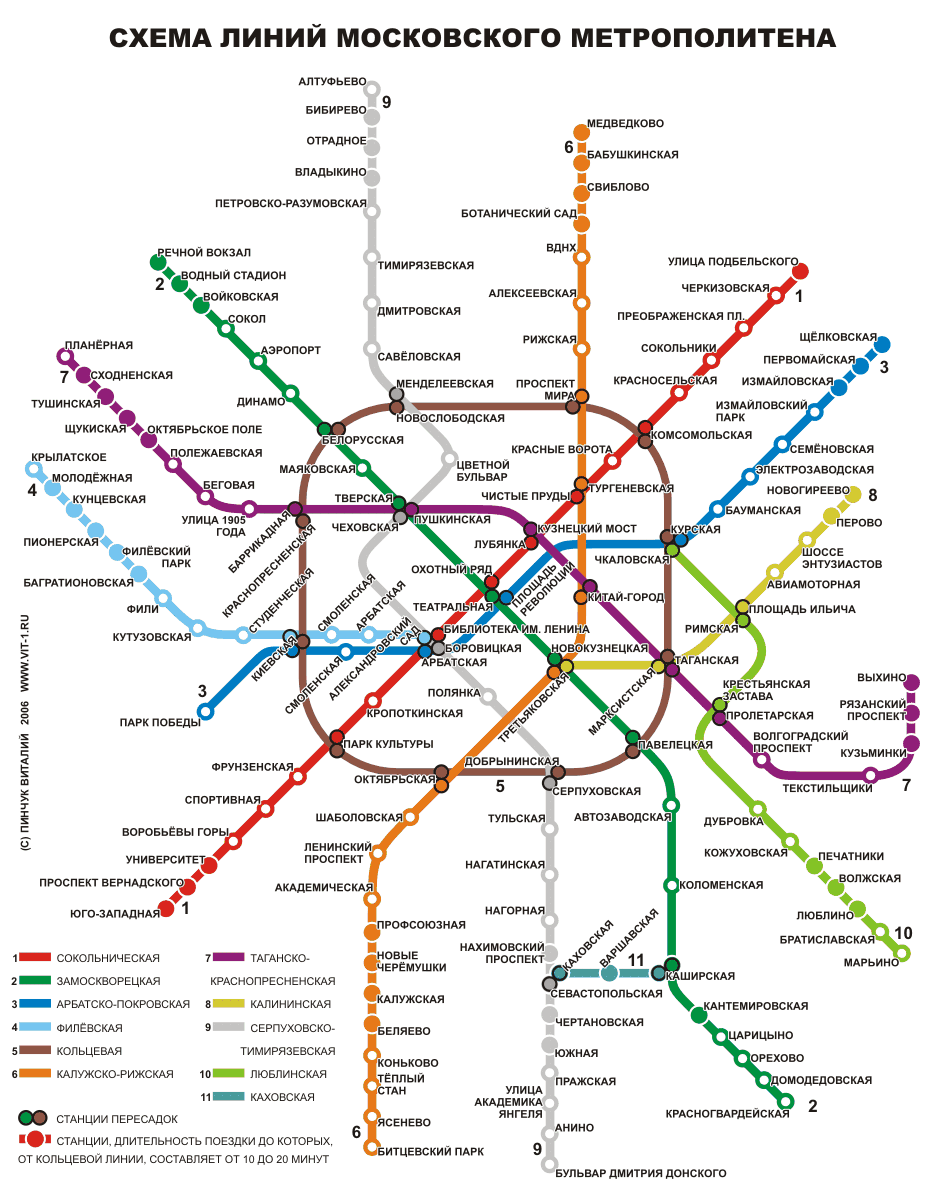 СХЕМА ЛИНИЙ МОСКОВСКОГО МЕТРОПОЛИТЕНА
АЛТУФЬЕВО
9
БИБИРЕВО
ОТРАДНОЕ
ВЛАДЫКИНО
ПЕТРОВСКО-РАЗУМОВСКАЯ
ТИМИРЯЗЕВСКАЯ
ДМИТРОВСКАЯ
САВЁЛОВСКАЯ
МЕНДЕЛЕЕВСКАЯ
НОВОСЛОБОДСКАЯ
МЕДВЕДКОВО
6
БАБУШКИНСКАЯ
СВИБЛОВО
БОТАНИЧЕСКИЙ САД
ВДНХ
АЛЕКСЕЕВСКАЯ
РИЖСКАЯ
ПРОСПЕКТ
МИРА
УЛИЦА ПОДБЕЛЬСКОГО
ЧЕРКИЗОВСКАЯ
1
ПРЕОБРАЖЕНСКАЯ ПЛ.
СОКОЛЬНИКИ
КРАСНОСЕЛЬСКАЯ
КОМСОМОЛЬСКАЯ
КРАСНЫЕ ВОРОТА
ТУРГЕНЕВСКАЯ
ЧИСТЫЕ ПРУДЫ
РЕЧНОЙ ВОКЗАЛ
2
ВОДНЫЙ СТАДИОН
ВОЙКОВСКАЯ
СОКОЛ
АЭРОПОРТ
ДИНАМО
БЕЛОРУССКАЯ
МАЯКОВСКАЯ
ТВЕРСКАЯ
ЧЕХОВСКАЯ
ПУШКИНСКАЯ
ЦВЕТНОЙ
БУЛЬВАР
ПЛАНЁРНАЯ
7
СХОДНЕНСКАЯ
ТУШИНСКАЯ
ЩУКИСКАЯ
ОКТЯБРЬСКОЕ ПОЛЕ
ПОЛЕЖАЕВСКАЯ
БЕГОВАЯ
УЛИЦА 1905
ГОДА
БАРРИКАДНАЯ
КРАСНОПРЕСНЕНСКАЯ
ЩЁЛКОВСКАЯ
3
ПЕРВОМАЙСКАЯ
ИЗМАЙЛОВСКАЯ
ИЗМАЙЛОВСКИЙ
ПАРК
СЕМЁНОВСКАЯ
ЭЛЕКТРОЗАВОДСКАЯ
БАУМАНСКАЯ
КУРСКАЯ
ЧКАЛОВСКАЯ
НОВОГИРЕЕВО
8
ПЕРОВО
ШОССЕ
ЭНТУЗИАСТОВ
АВИАМОТОРНАЯ
ПЛОЩАДЬ ИЛЬИЧА
РИМСКАЯ
КРЫЛАТСКОЕ
4
МОЛОДЁЖНАЯ
КУНЦЕВСКАЯ
ПИОНЕРСКАЯ
ФИЛЁВСКИЙ
ПАРК
БАГРАТИОНОВСКАЯ
ФИЛИ
КУТУЗОВСКАЯ
СТУДЕНЧЕСКАЯ
СМОЛЕНСКАЯ
АРБАТСКАЯ
АЛЕКСАНДРОВСКИЙ
САД
КИЕВСКАЯ
СМОЛЕНСКАЯ
АРБАТСКАЯ
3
ПАРК ПОБЕДЫ
КУЗНЕЦКИЙ МОСТ
ЛУБЯНКА
ОХОТНЫЙ РЯД
ТЕАТРАЛЬНАЯ
ПЛОЩАДЬ
РЕВОЛЮЦИИ
КИТАЙ-ГОРОД
БИБЛИОТЕКА ИМ. ЛЕНИНА
БОРОВИЦКАЯ
НОВОКУЗНЕЦКАЯ
ТРЕТЬЯКОВСКАЯ
МАРКСИСТСКАЯ
ТАГАНСКАЯ
ПОЛЯНКА
КРОПОТКИНСКАЯ
ПАРК КУЛЬТУРЫ
ФРУНЗЕНСКАЯ
СПОРТИВНАЯ
ВОРОБЬЁВЫ ГОРЫ
УНИВЕРСИТЕТ
ПРОСПЕКТ ВЕРНАДСКОГО
ЮГО-ЗАПАДНАЯ
1
ОКТЯБРЬСКАЯ
ДОБРЫНИНСКАЯ
5
СЕРПУХОВСКАЯ
ПАВЕЛЕЦКАЯ
КРЕСТЬЯНСКАЯ
ЗАСТАВА
ПРОЛЕТАРСКАЯ
ВОЛГОГРАДСКИЙ
ПРОСПЕКТ
ТЕКСТИЛЬЩИКИ
ВЫХИНО
РЯЗАНСКИЙ
ПРОСПЕКТ
КУЗЬМИНКИ
7
ШАБОЛОВСКАЯ
ЛЕНИНСКИЙ
ПРОСПЕКТ
АКАДЕМИЧЕСКАЯ
ПРОФСОЮЗНАЯ
НОВЫЕ
ЧЕРЁМУШКИ
КАЛУЖСКАЯ
БЕЛЯЕВО
КОНЬКОВО
ТЁПЛЫЙ
СТАН
ЯСЕНЕВО
6
БИТЦЕВСКИЙ ПАРК
ТУЛЬСКАЯ
НАГАТИНСКАЯ
НАГОРНАЯ
НАХИМОВСКИЙ
ПРОСПЕКТ
СЕВАСТОПОЛЬСКАЯ
КАХОВСКАЯ
ВАРШАВСКАЯ
11
ЧЕРТАНОВСКАЯ
ЮЖНАЯ
ПРАЖСКАЯ
УЛИЦА
АКАДЕМИКА
ЯНГЕЛЯ
АНИНО
9
БУЛЬВАР ДМИТРИЯ ДОНСКОГО
АВТОЗАВОДСКАЯ
КОЛОМЕНСКАЯ
КАШИРСКАЯ
КАНТЕМИРОВСКАЯ
ЦАРИЦЫНО
ОРЕХОВО
ДОМОДЕДОВСКАЯ
КРАСНОГВАРДЕЙСКАЯ
2
ДУБРОВКА
КОЖУХОВСКАЯ
ПЕЧАТНИКИ
ВОЛЖСКАЯ
ЛЮБЛИНО
БРАТИСЛАВСКАЯ
10
МАРЬИНО
(С) ПИНЧУК ВИТАЛИЙ 2006 WWW.VIT-1.RU
1 СОКОЛЬНИЧЕСКАЯ
2 ЗАМОСКВОРЕЦКАЯ
3 АРБАТСКО-ПОКРОВСКАЯ
4 ФИЛЁВСКАЯ
5 КОЛЬЦЕВАЯ
6 КАЛУЖСКО-РИЖСКАЯ
7 ТАГАНСКО-
КРАСНОПРЕСНЕНСКАЯ
8 КАЛИНИНСКАЯ
9 СЕРПУХОВСКО-
ТИМИРЯЗЕВСКАЯ
10 ЛЮБЛИНСКАЯ
11 КАХОВСКАЯ
СТАНЦИИ ПЕРЕСАДОК
СТАНЦИИ, ДЛИТЕЛЬНОСТЬ ПОЕЗДКИ ДО КОТОРЫХ,
ОТ КОЛЬЦЕВОЙ ЛИНИИ, СОСТАВЛЯЕТ ОТ 10 ДО 20 МИНУТ